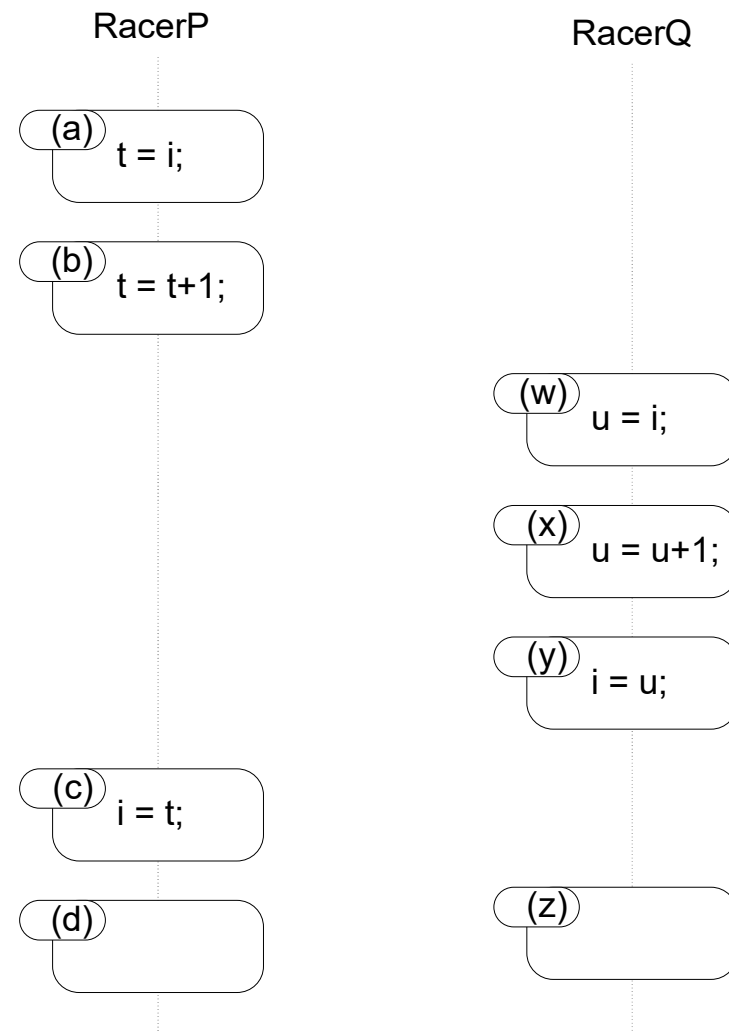 RacerP
RacerQ
(a)
t = i;
(b)
t = t+1;
(w)
u = i;
(x)
u = u+1;
(y)
i = u;
(c)
i = t;
(z)
(d)